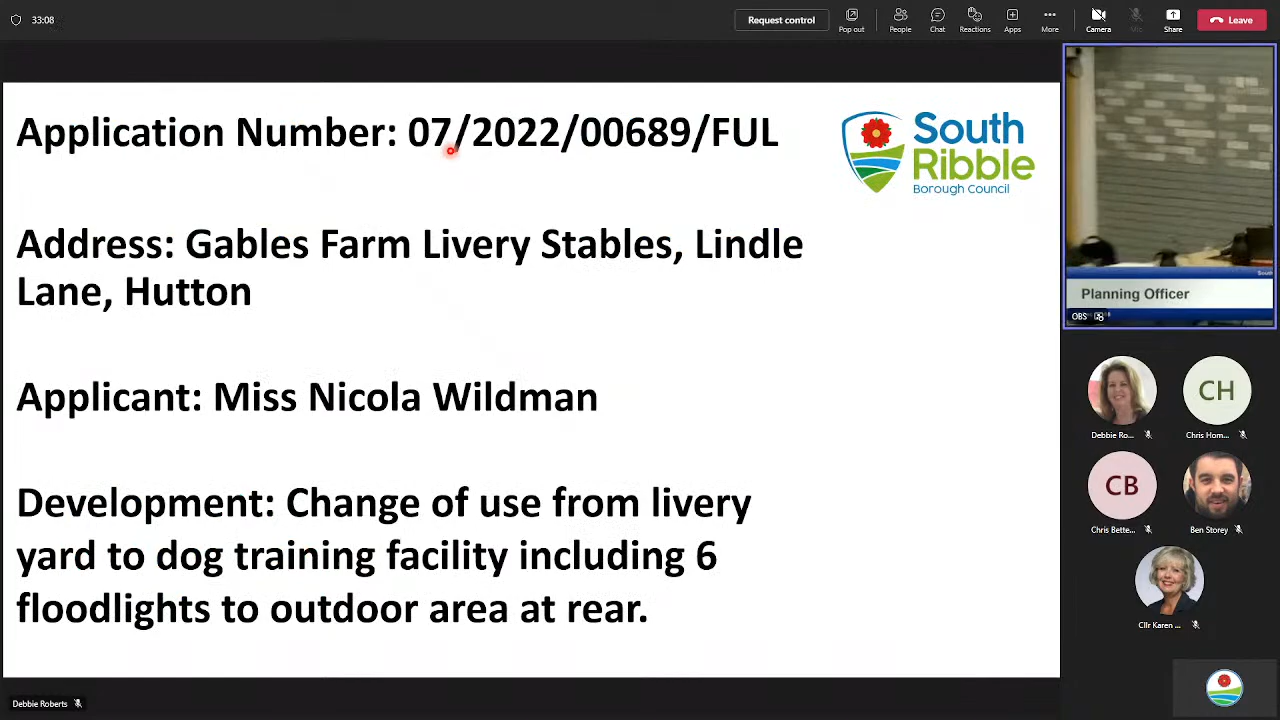 33:08
Request control
Pop out
People
Chat
Reactions
Apps
More
Camera
Mic
Share
Leave
Application Number: 07/2022/00689/FUL
South
Ribble
Borough Council
Address: Gables Farm Livery Stables, Lindle
Lane, Hutton
Applicant: Miss Nicola Wildman
Development: Change of use from livery
yard to dog training facility including 6
floodlights to outdoor area at rear.
South
Planning Officer
OBS
Debbie Ro...
CH
Chris Hom...
CB
Chris Bette...
Ben Storey
Cllr Karen ...
Debbie Roberts